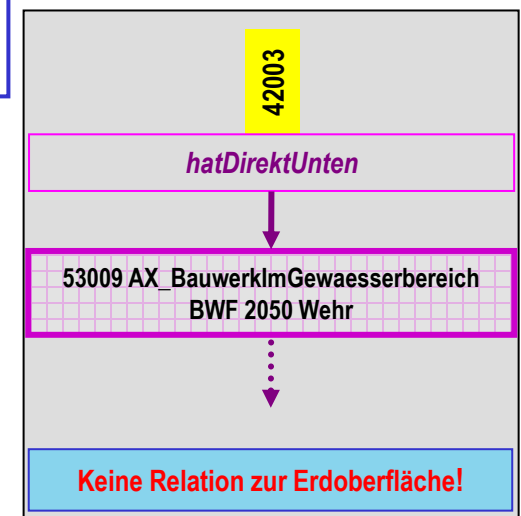 42003
hatDirektUnten
53009 AX_BauwerkImGewaesserbereich
BWF 2050 Wehr
Keine Relation zur Erdoberfläche!